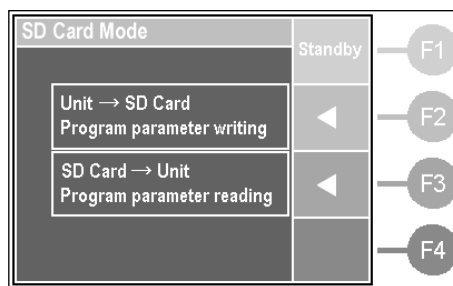 SD Card Mode
Standby
F1
Unit → SD Card
Program parameter writing
F2
SD Card → Unit
Program parameter reading
F3
F4